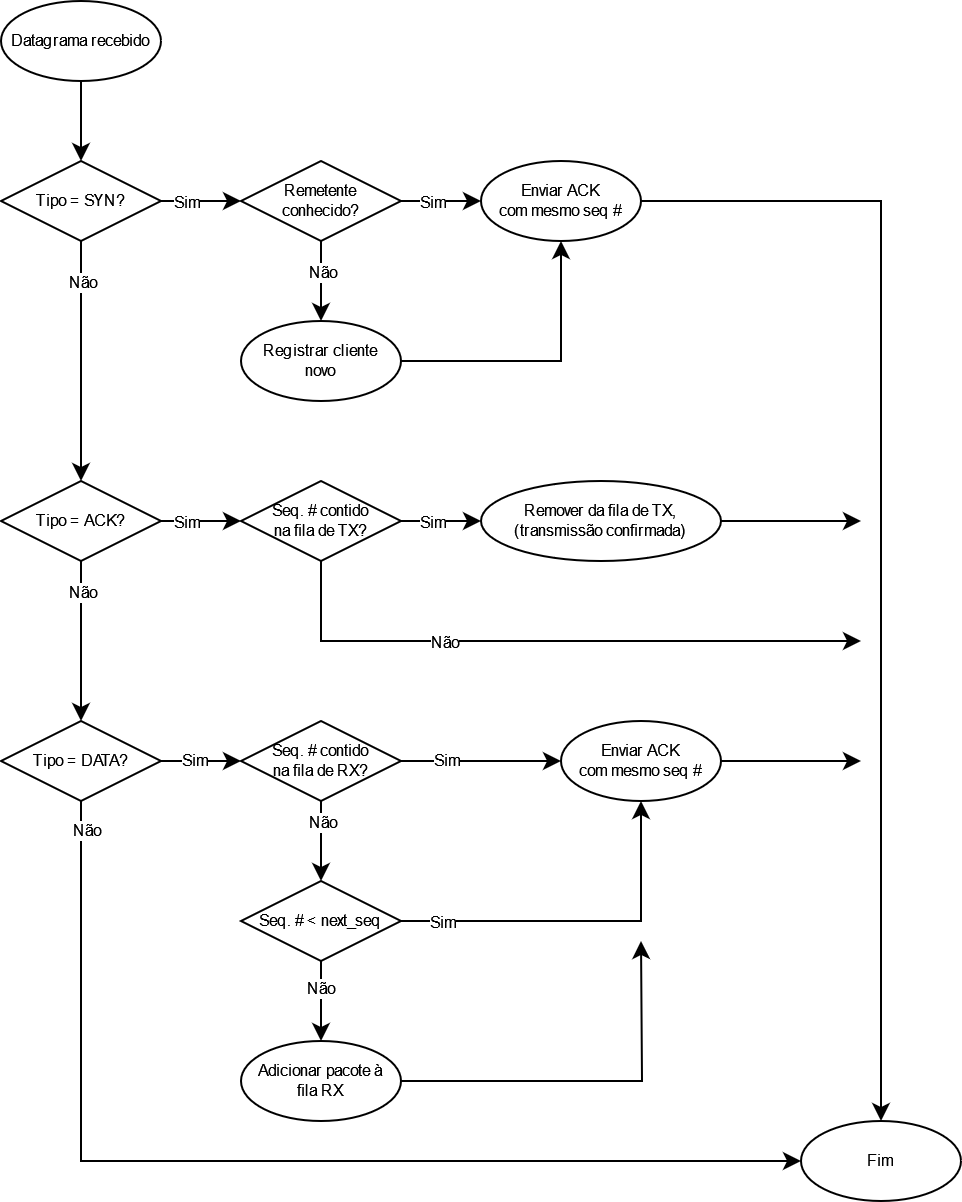 Datagrama recebido
Tipo = SYN?
Sim
Remetente
conhecido?
Sim
Enviar ACK
com mesmo seq #
Não
Não
Registrar cliente
novo
Tipo = ACK?
Sim
Seq. # contido
na fila de TX?
Sim
Remover da fila de TX,
(transmissão confirmada)
Não
Não
Tipo = DATA?
Sim
Seq. # contido
na fila de RX?
Sim
Enviar ACK
com mesmo seq #
Não
Não
Seq. # < next_seq
Sim
Não
Adicionar pacote à
fila RX
Fim